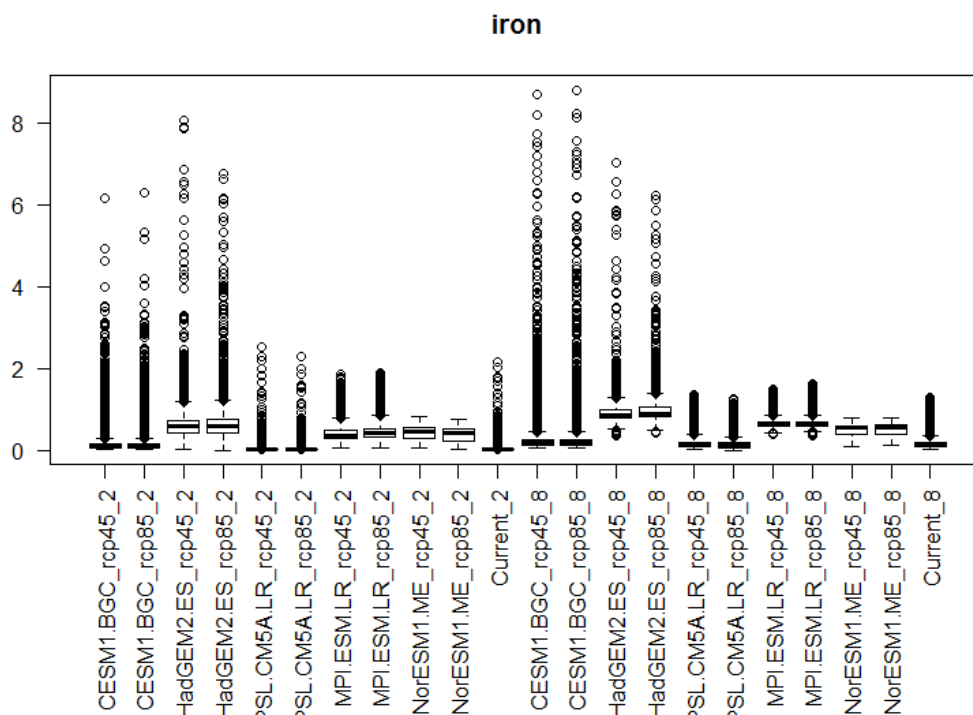 iron
8
6
4
2
0
CESM1.BGC_rcp45_2
CESM1.BGC_rcp85_2
HadGEM2.ES_rcp45_2
HadGEM2.ES_rcp85_2
PSL.CM5A.LR_rcp45_2
PSL.CM5A.LR_rcp85_2
MPI.ESM.LR_rcp45_2
MPI.ESM.LR_rcp85_2
NorESM1.ME_rcp45_2
NorESM1.ME_rcp85_2
Current_2
CESM1.BGC_rcp45_8
CESM1.BGC_rcp85_8
HadGEM2.ES_rcp45_8
HadGEM2.ES_rcp85_8
PSL.CM5A.LR_rcp45_8
PSL.CM5A.LR_rcp85_8
MPI.ESM.LR_rcp45_8
MPI.ESM.LR_rcp85_8
NorESM1.ME_rcp45_8
NorESM1.ME_rcp85_8
Current_8